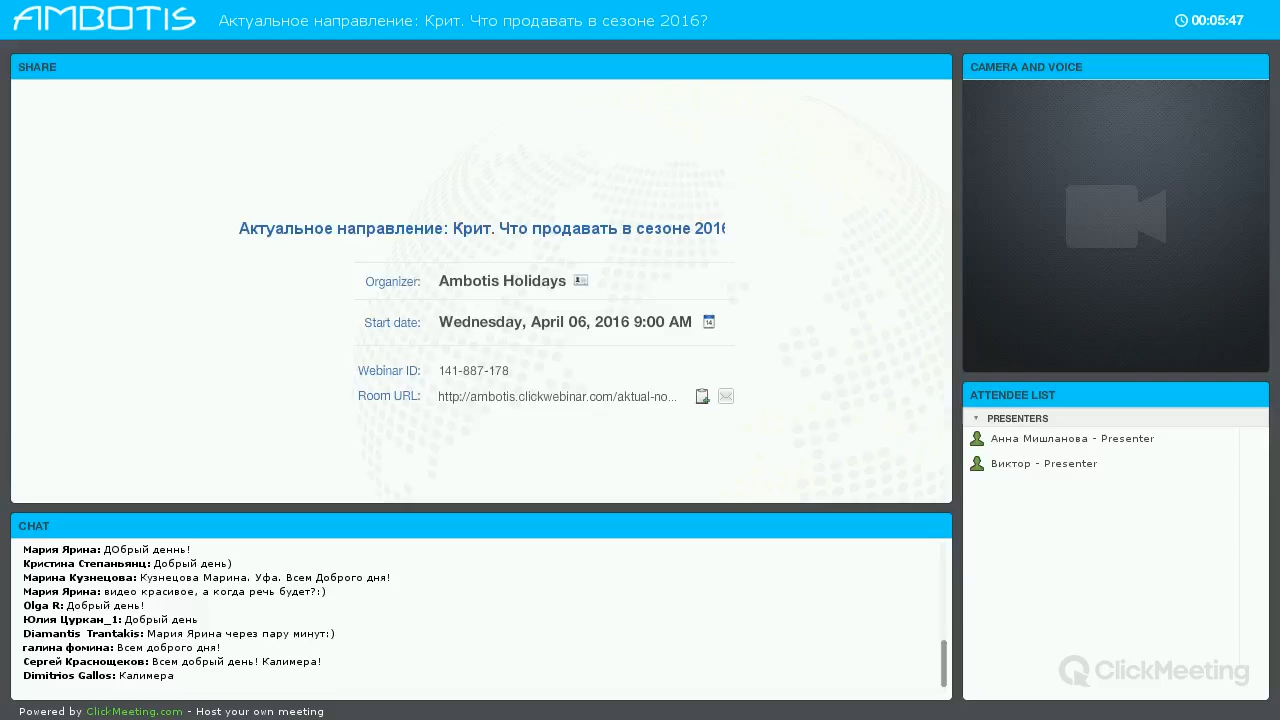 AMBOTIS
Актуальное направление: Крит. Что продавать в сезоне 2016?
00:05:47
SHARE
Актуальное направление: Крит. Что продавать в сезоне 2016
Organizer: Ambotis Holidays
Start date: Wednesday, April 06, 2016 9:00 AM
14
Webinar ID: 141-887-178
Room URL: http://ambotis.clickwebinar.com/aktual-no...
CAMERA AND VOICE
ATTENDEE LIST
PRESENTERS
Анна Мишланова - Presenter
Виктор - Presenter
CHAT
Мария Ярина: ДОбрый деннь!
Кристина Степаньянц: Добрый день)
Марина Кузнецова: Кузнецова Марина. Уфа. Всем Доброго дня!
Мария Ярина: видео красивое, а когда речь будет?:)
Olga R: Добрый день!
Юлия Цуркан_1: Добрый день
Diamantis Trantakis: Мария Ярина через пару минут:)
галина фомина: Всем доброго дня!
Сергей Краснощеков: Всем добрый день! Калимера!
Dimitrios Gallos: Калимера
ClickMeeting
Powered by ClickMeeting.com - Host your own meeting